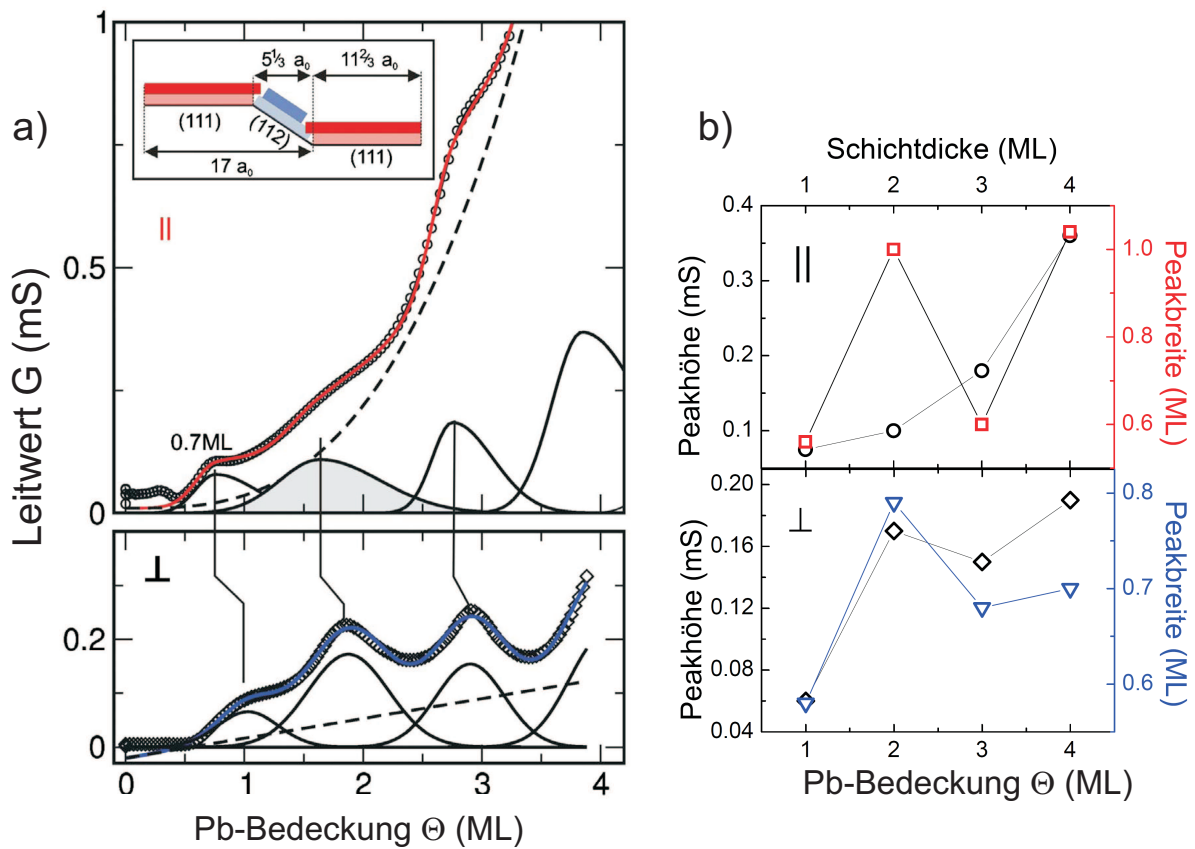 a)
Leitwert G (mS)
1
0.5
0
5⅓ a₀
11⅔ a₀
(111)
(112)
(111)
17 a₀
||
0.7ML
⊥
0.2
0
0
1
2
3
4
Pb-Bedeckung Θ (ML)
b)
Schichtdicke (ML)
1
2
3
4
Peakhöhe (mS)
0.4
0.3
0.2
0.1
||
1.0
0.8
0.6
Peakbreite (ML)
Peakhöhe (mS)
0.20
0.16
0.12
0.08
0.04
⊥
0.8
0.7
0.6
Peakbreite (ML)
1
2
3
4
Pb-Bedeckung Θ (ML)